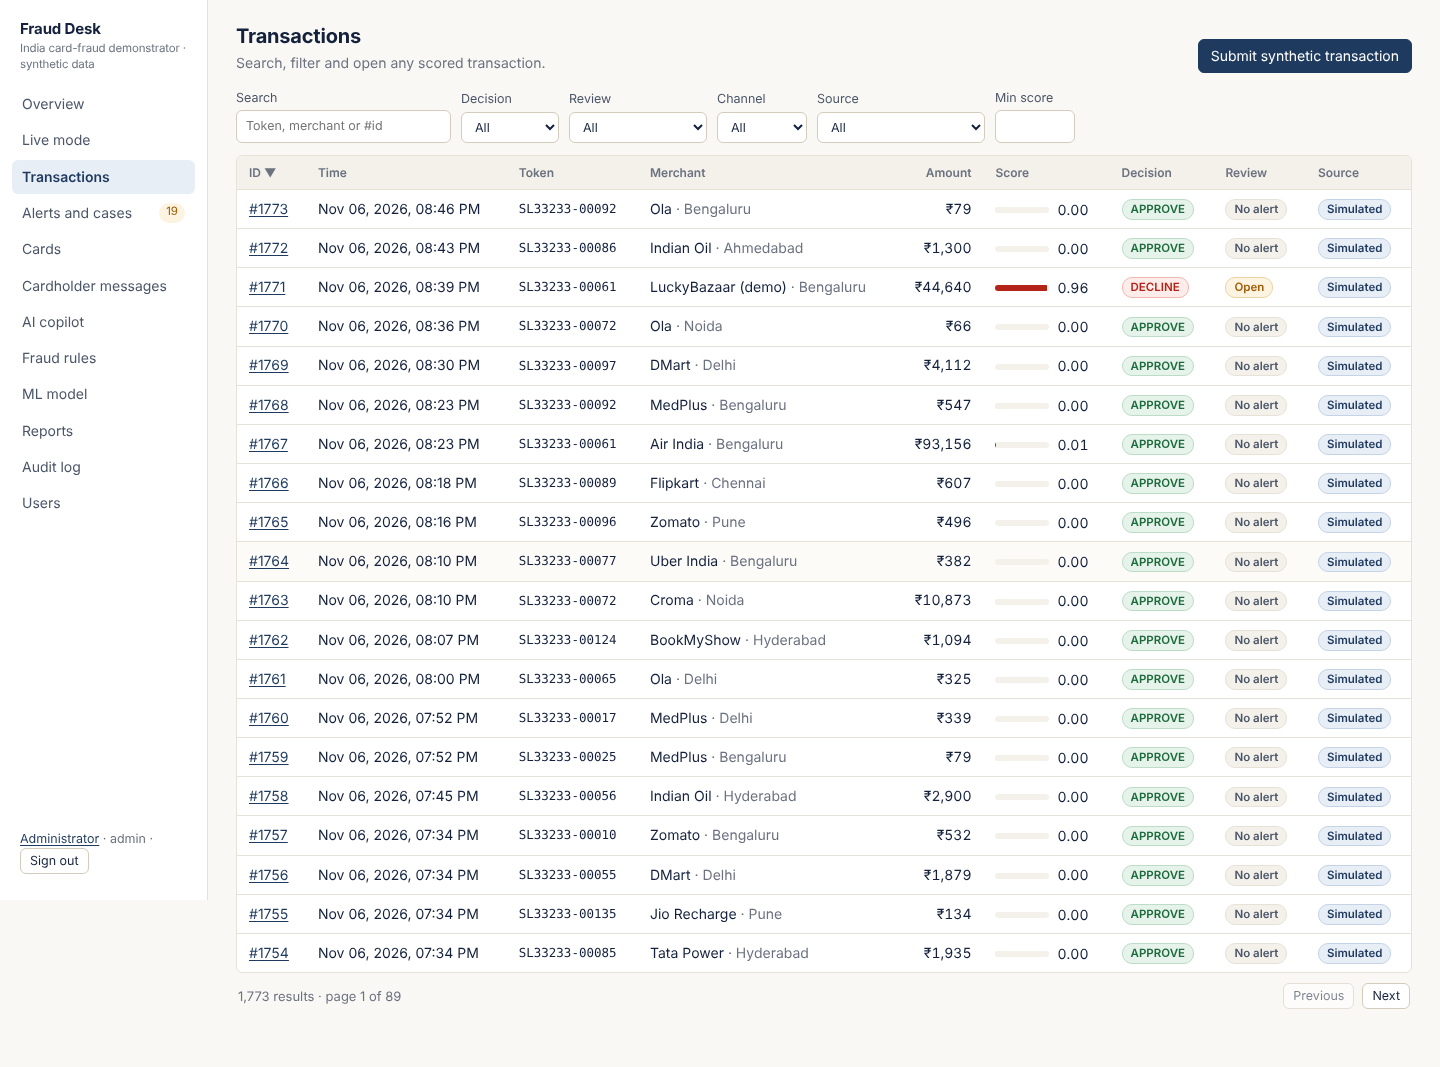 Fraud Desk
India card-fraud demonstrator ·
synthetic data
Overview
Live mode
Transactions
Alerts and cases 19
Cards
Cardholder messages
AI copilot
Fraud rules
ML model
Reports
Audit log
Users
Administrator · admin ·
Sign out
Transactions
Search, filter and open any scored transaction.
Submit synthetic transaction
Search Decision Review Channel Source Min score
Token, merchant or #id All All All All
ID ▼ Time Token Merchant Amount Score Decision Review Source
#1773 Nov 06, 2026, 08:46 PM SL33233-00092 Ola · Bengaluru ₹79 0.00 APPROVE No alert Simulated
#1772 Nov 06, 2026, 08:43 PM SL33233-00086 Indian Oil · Ahmedabad ₹1,300 0.00 APPROVE No alert Simulated
#1771 Nov 06, 2026, 08:39 PM SL33233-00061 LuckyBazaar (demo) · Bengaluru ₹44,640 0.96 DECLINE Open Simulated
#1770 Nov 06, 2026, 08:36 PM SL33233-00072 Ola · Noida ₹66 0.00 APPROVE No alert Simulated
#1769 Nov 06, 2026, 08:30 PM SL33233-00097 DMart · Delhi ₹4,112 0.00 APPROVE No alert Simulated
#1768 Nov 06, 2026, 08:23 PM SL33233-00092 MedPlus · Bengaluru ₹547 0.00 APPROVE No alert Simulated
#1767 Nov 06, 2026, 08:23 PM SL33233-00061 Air India · Bengaluru ₹93,156 0.01 APPROVE No alert Simulated
#1766 Nov 06, 2026, 08:18 PM SL33233-00089 Flipkart · Chennai ₹607 0.00 APPROVE No alert Simulated
#1765 Nov 06, 2026, 08:16 PM SL33233-00096 Zomato · Pune ₹496 0.00 APPROVE No alert Simulated
#1764 Nov 06, 2026, 08:10 PM SL33233-00077 Uber India · Bengaluru ₹382 0.00 APPROVE No alert Simulated
#1763 Nov 06, 2026, 08:10 PM SL33233-00072 Croma · Noida ₹10,873 0.00 APPROVE No alert Simulated
#1762 Nov 06, 2026, 08:07 PM SL33233-00124 BookMyShow · Hyderabad ₹1,094 0.00 APPROVE No alert Simulated
#1761 Nov 06, 2026, 08:00 PM SL33233-00065 Ola · Delhi ₹325 0.00 APPROVE No alert Simulated
#1760 Nov 06, 2026, 07:52 PM SL33233-00017 MedPlus · Delhi ₹339 0.00 APPROVE No alert Simulated
#1759 Nov 06, 2026, 07:52 PM SL33233-00025 MedPlus · Bengaluru ₹79 0.00 APPROVE No alert Simulated
#1758 Nov 06, 2026, 07:45 PM SL33233-00056 Indian Oil · Hyderabad ₹2,900 0.00 APPROVE No alert Simulated
#1757 Nov 06, 2026, 07:34 PM SL33233-00010 Zomato · Bengaluru ₹532 0.00 APPROVE No alert Simulated
#1756 Nov 06, 2026, 07:34 PM SL33233-00055 DMart · Delhi ₹1,879 0.00 APPROVE No alert Simulated
#1755 Nov 06, 2026, 07:34 PM SL33233-00135 Jio Recharge · Pune ₹134 0.00 APPROVE No alert Simulated
#1754 Nov 06, 2026, 07:34 PM SL33233-00085 Tata Power · Hyderabad ₹1,935 0.00 APPROVE No alert Simulated
1,773 results · page 1 of 89 Previous Next